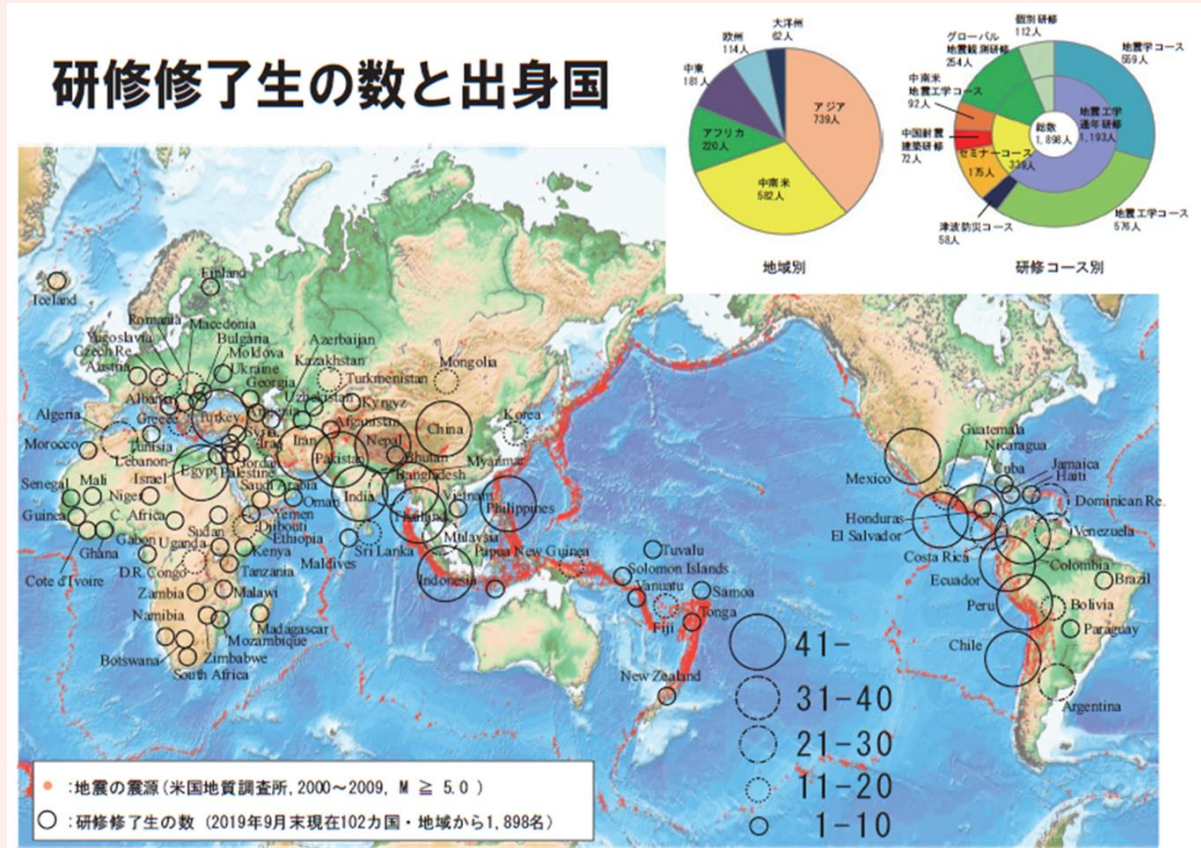 研修修了生の数と出身国
大洋州
62人
欧州
114人
中東
181人
アフリカ
220人
アジア
739人
中南米
582人
地域別
個別研修
112人
グローバル
地震観測研修
254人
中南米
地震工学コース
92人
中国耐震
建築研修
72人
セミナーコース
339人
175人
津波防災コース
58人
総数
1,898人
地震工学
通年研修
1,193人
地震学コース
559人
地震工学コース
576人
研修コース別
Iceland
Finland
Romania
Macedonia
Yugoslavia
Bulgaria
Czech Re.
Moldova
Austria
Ukraine
Georgia
Azerbaijan
Kazakhstan
Mongolia
Turkmenistan
Uzbekistan
Kyrgyz
Albania
Armenia
Afghanistan
Korea
Algeria
Greece
Turkey
China
Morocco
Tunisia
Syria
Iraq
Iran
Nepal
Lebanon
Pakistan
Bhutan
Myanmar
Israel
Egypt
Jordan
Palestine
Bangladesh
Senegal
Mali
Niger
Saudi Arabia
Oman
India
Vietnam
Philippines
Guinea
C. Africa
Sudan
Yemen
Thailand
Djibouti
Ethiopia
Ghana
Gabon
Uganda
Kenya
Sri Lanka
Malaysia
Cote d'Ivoire
D.R. Congo
Tanzania
Maldives
Papua New Guinea
Tuvalu
Solomon Islands
Indonesia
Vanuatu
Samoa
Zambia
Malawi
Tonga
Fiji
Namibia
Madagascar
Mozambique
Botswana
Zimbabwe
South Africa
New Zealand
Guatemala
Nicaragua
Cuba
Jamaica
Haiti
Mexico
Dominican Re.
Honduras
El Salvador
Venezuela
Costa Rica
Colombia
Ecuador
Brazil
Peru
Bolivia
Paraguay
Chile
Argentina
41-
31-40
21-30
11-20
1-10
:地震の震源(米国地質調査所, 2000〜2009, M ≧ 5.0 )
:研修修了生の数 (2019年9月末現在102カ国・地域から1,898名)